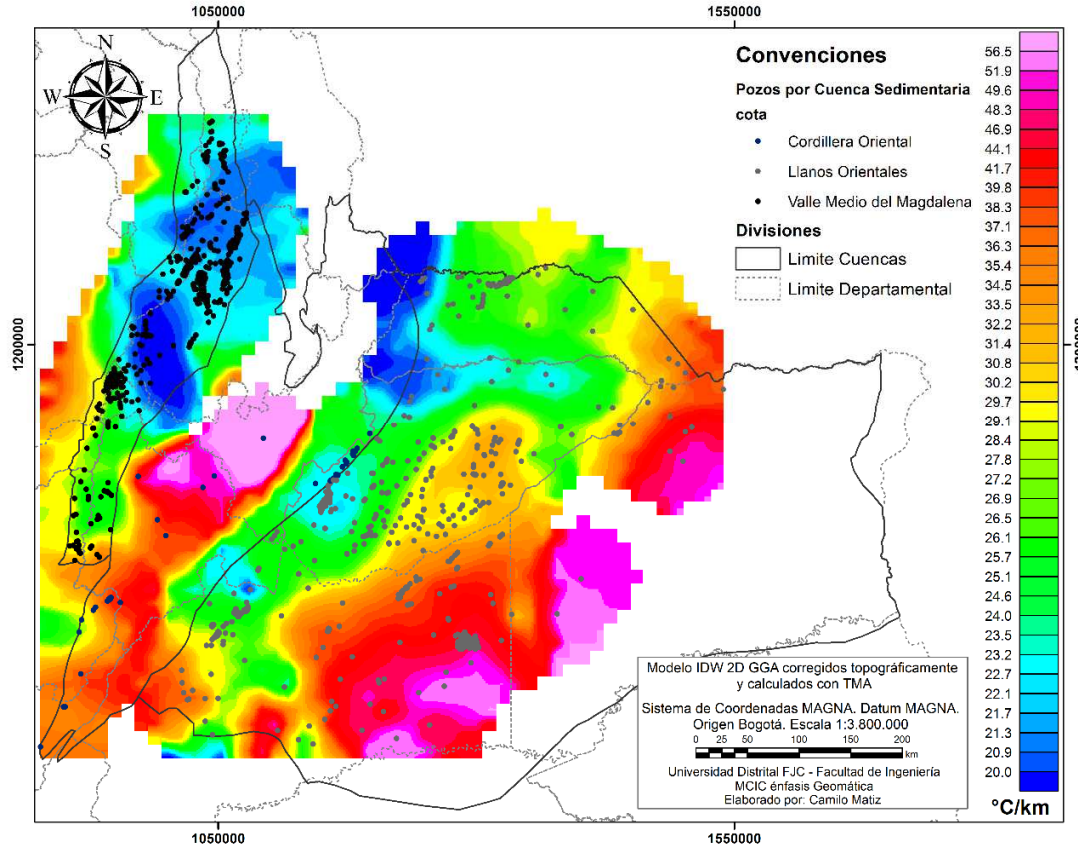 1050000
1550000
N
W
E
S
1200000
Convenciones
Pozos por Cuenca Sedimentaria
cota
Cordillera Oriental
Llanos Orientales
Valle Medio del Magdalena
Divisiones
Limite Cuencas
Limite Departamental
56.5
51.9
49.6
48.3
46.9
44.1
41.7
39.8
38.3
37.1
36.3
35.4
34.5
33.5
32.2
31.4
30.8
30.2
29.7
29.1
28.4
27.8
27.2
26.9
26.5
26.1
25.7
25.1
24.6
24.0
23.5
23.2
22.7
22.1
21.7
21.3
20.9
20.0
°C/km
Modelo IDW 2D GGA corregidos topográficamente
y calculados con TMA
Sistema de Coordenadas MAGNA. Datum MAGNA.
Origen Bogotá. Escala 1:3.800.000
0 25 50 100 150 200
km
Universidad Distrital FJC - Facultad de Ingeniería
MCIC énfasis Geomática
Elaborado por: Camilo Matiz
1050000
1550000